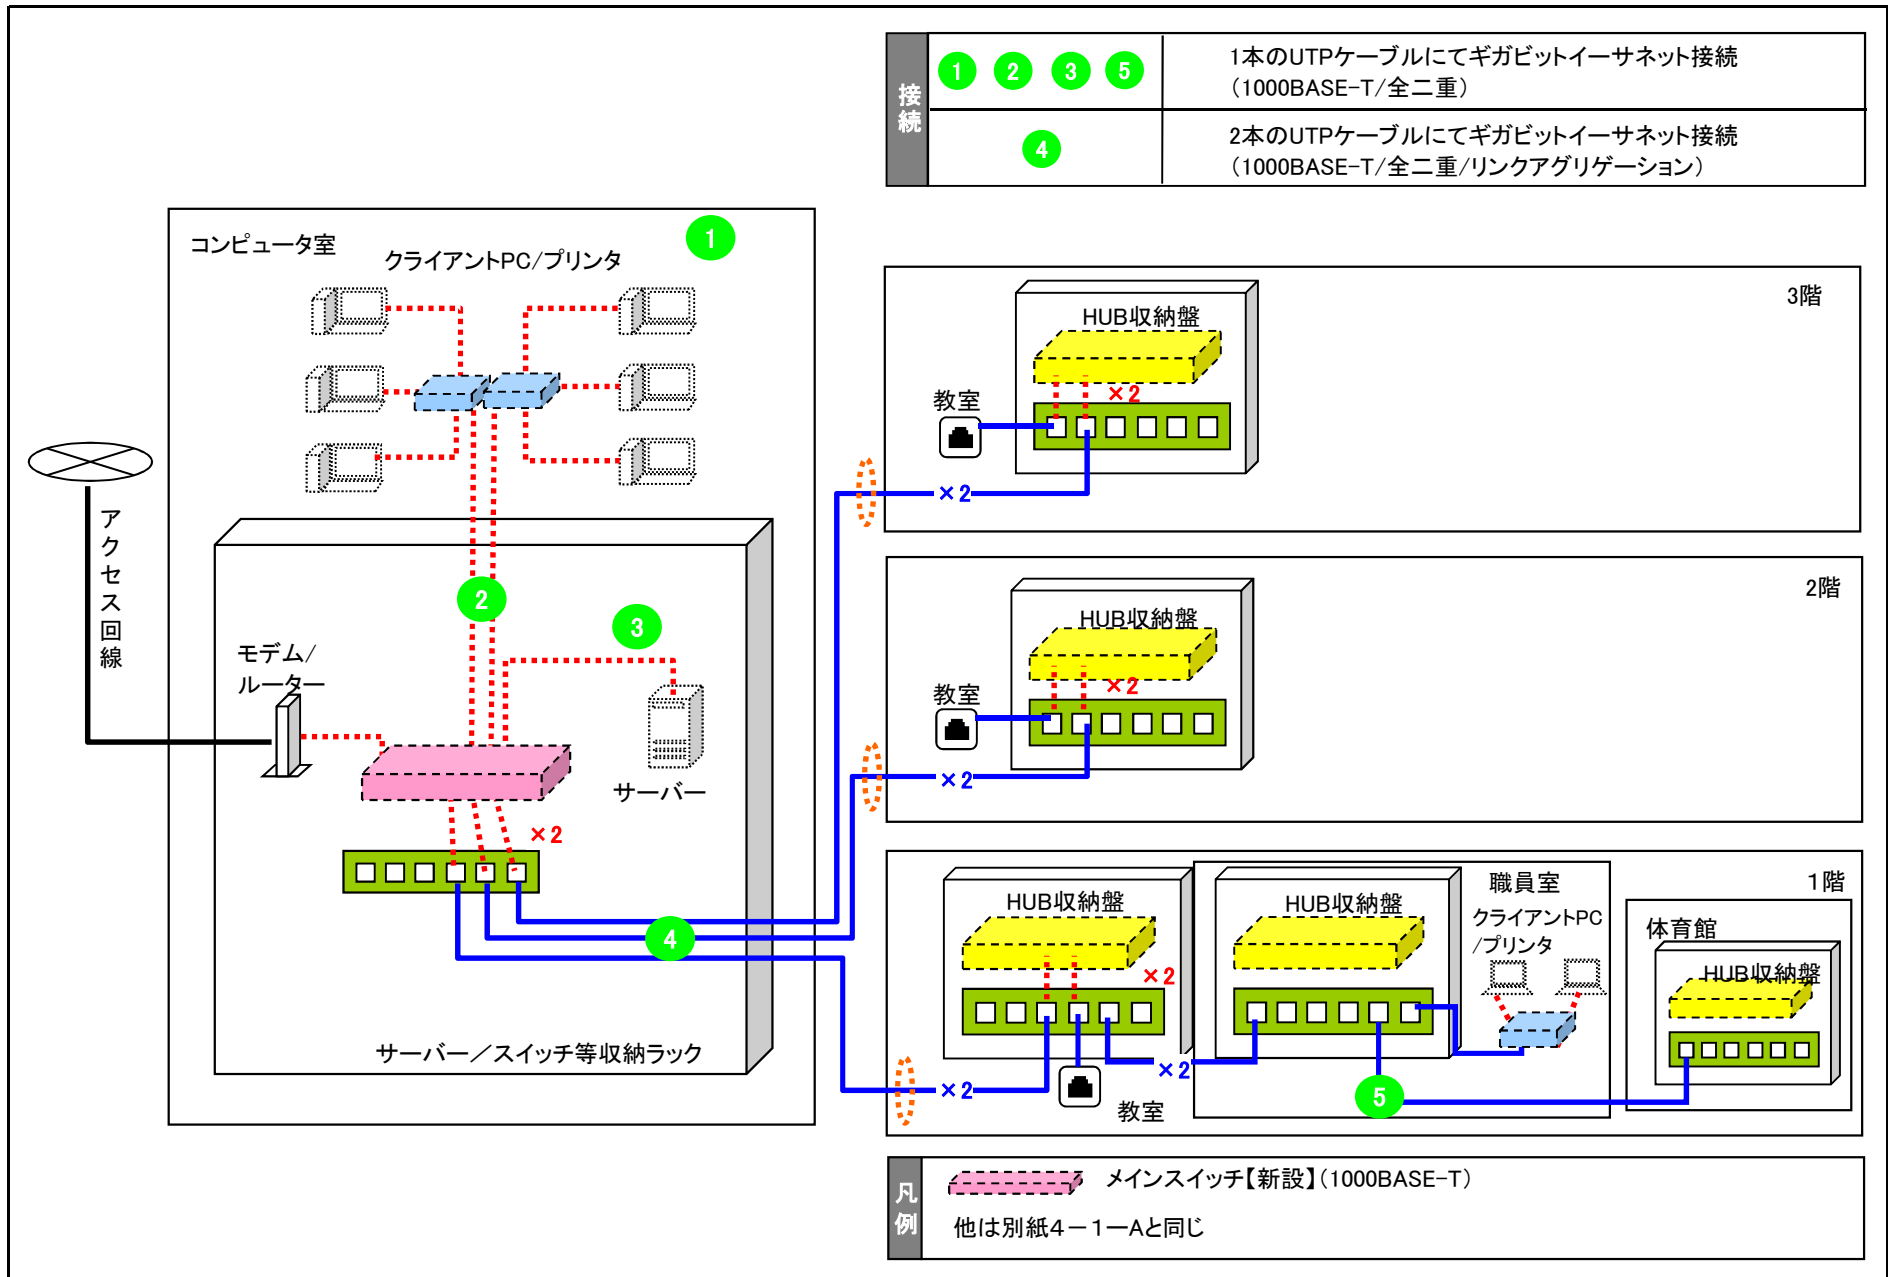 接続
1 2 3 5
1本のUTPケーブルにてギガビットイーサネット接続
(1000BASE-T/全二重)
4
2本のUTPケーブルにてギガビットイーサネット接続
(1000BASE-T/全二重/リンクアグリゲーション)
コンピュータ室
1
クライアントPC/プリンタ
アクセス回線
2
3
モデム/
ルーター
サーバー
×2
4
サーバー／スイッチ等収納ラック
3階
HUB収納盤
×2
教室
×2
2階
HUB収納盤
×2
教室
×2
1階
HUB収納盤
×2
×2
教室
×2
HUB収納盤
職員室
クライアントPC
/プリンタ
5
体育館
HUB収納盤
凡例
メインスイッチ【新設】(1000BASE-T)
他は別紙4－1ーAと同じ